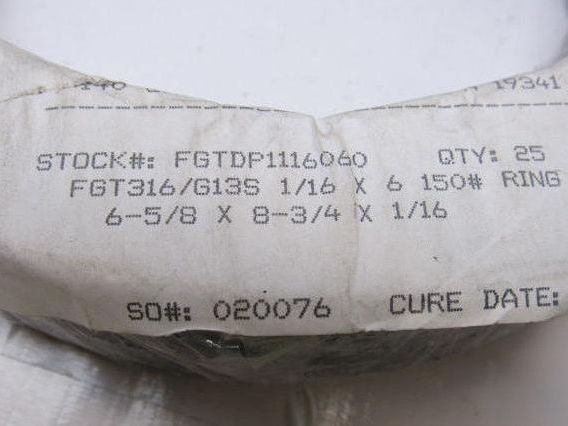 19341
STOCK#: FGTDP1116060 QTY: 25
FGT316/G13S 1/16 X 6 150# RING
6-5/8 X 8-3/4 X 1/16
SO#: 020076 CURE DATE: